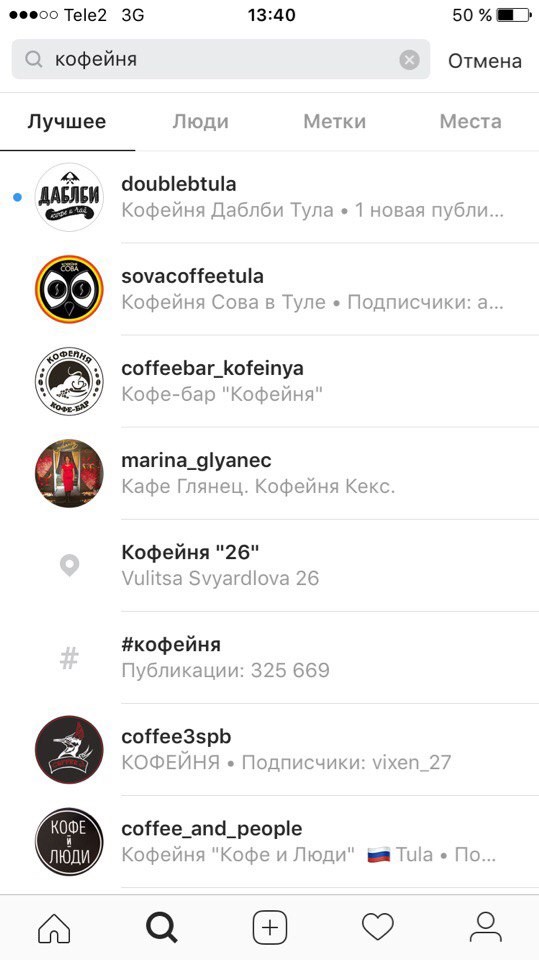 Tele2 3G 13:40 50 %
кофейня Отмена
Лучшее Люди Метки Места
doublebtula
ДАБЛБИ
кофе и чай
Кофейня Даблби Тула • 1 новая публи...
sovacoffeetula
СОВА
Кофейня Сова в Туле • Подписчики: а...
coffeebar_kofeinya
КОФЕЙНЯ
КОФЕ-БАР
Кофе-бар "Кофейня"
marina_glyanec
Кафе Глянец. Кофейня Кекс.
Кофейня "26"
Vulitsa Svyardlova 26
#
#кофейня
Публикации: 325 669
coffee3spb
КОФЕЙНЯ • Подписчики: vixen_27
coffee_and_people
КОФЕ
И
ЛЮДИ
Кофейня "Кофе и Люди" 🇷🇺 Tula • По...